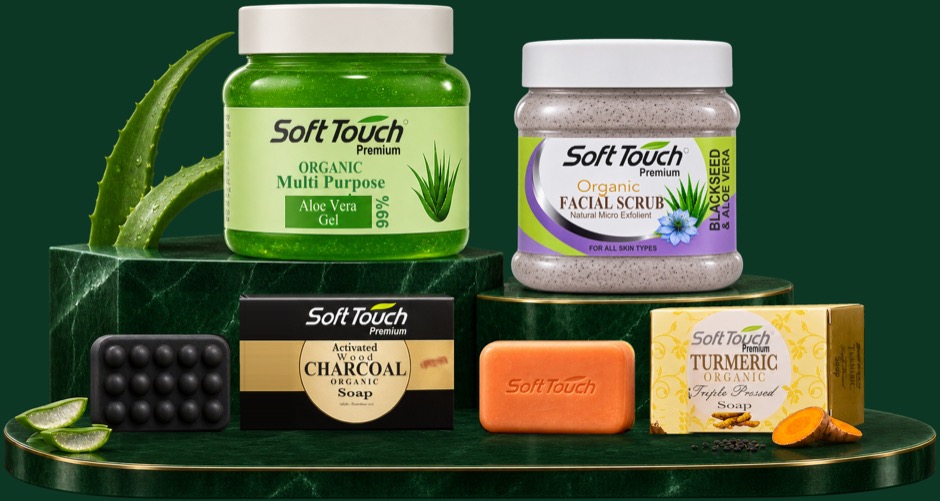 Soft Touch
Premium
ORGANIC
Multi Purpose
Aloe Vera
Gel
99%
Soft Touch
Premium
Organic
FACIAL SCRUB
Natural Micro Exfolient
FOR ALL SKIN TYPES
BLACKSEED
& ALOE VERA
Soft Touch
Premium
Activated
Wood
CHARCOAL
ORGANIC
Soap
Soft Touch
Soft Touch
Premium
TURMERIC
ORGANIC
Triple Pressed
Soap